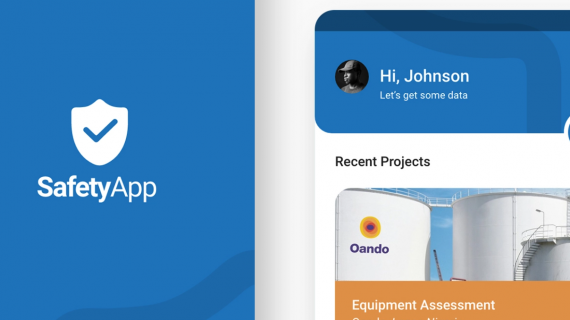 SafetyApp
Hi, Johnson
Let's get some data
Recent Projects
Oando
Equipment Assessment